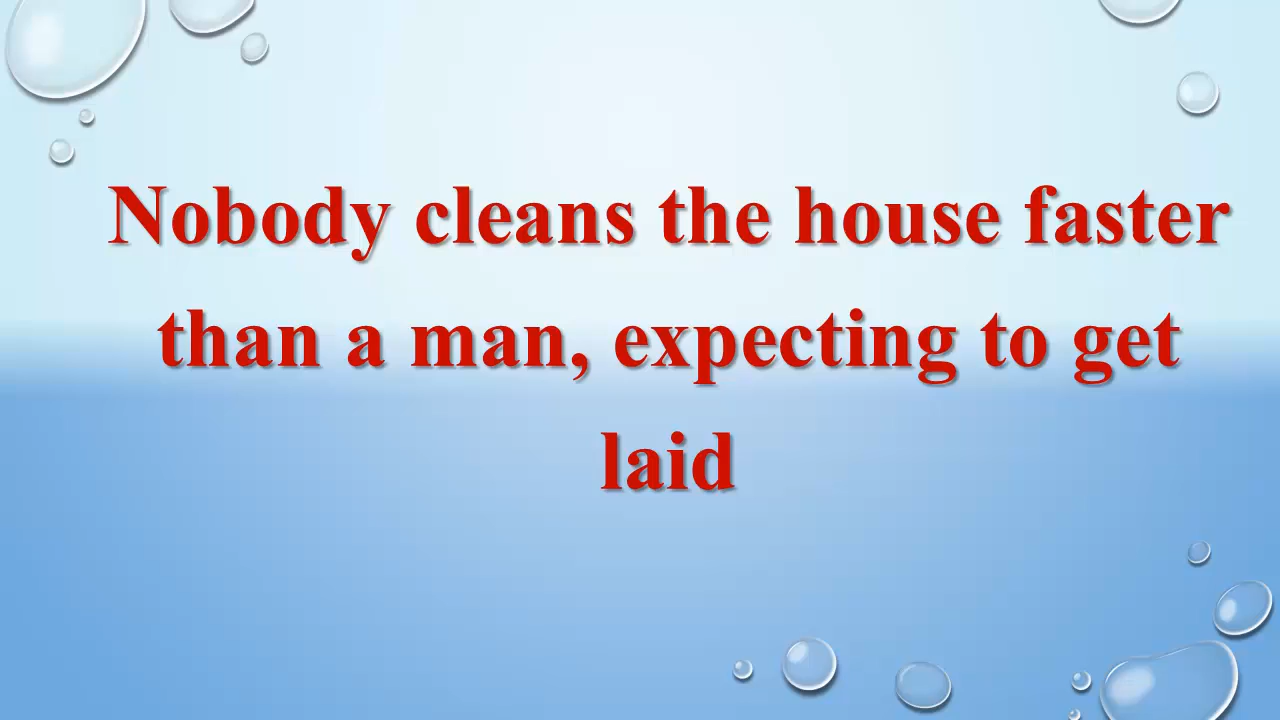 Nobody cleans the house faster
than a man, expecting to get
laid